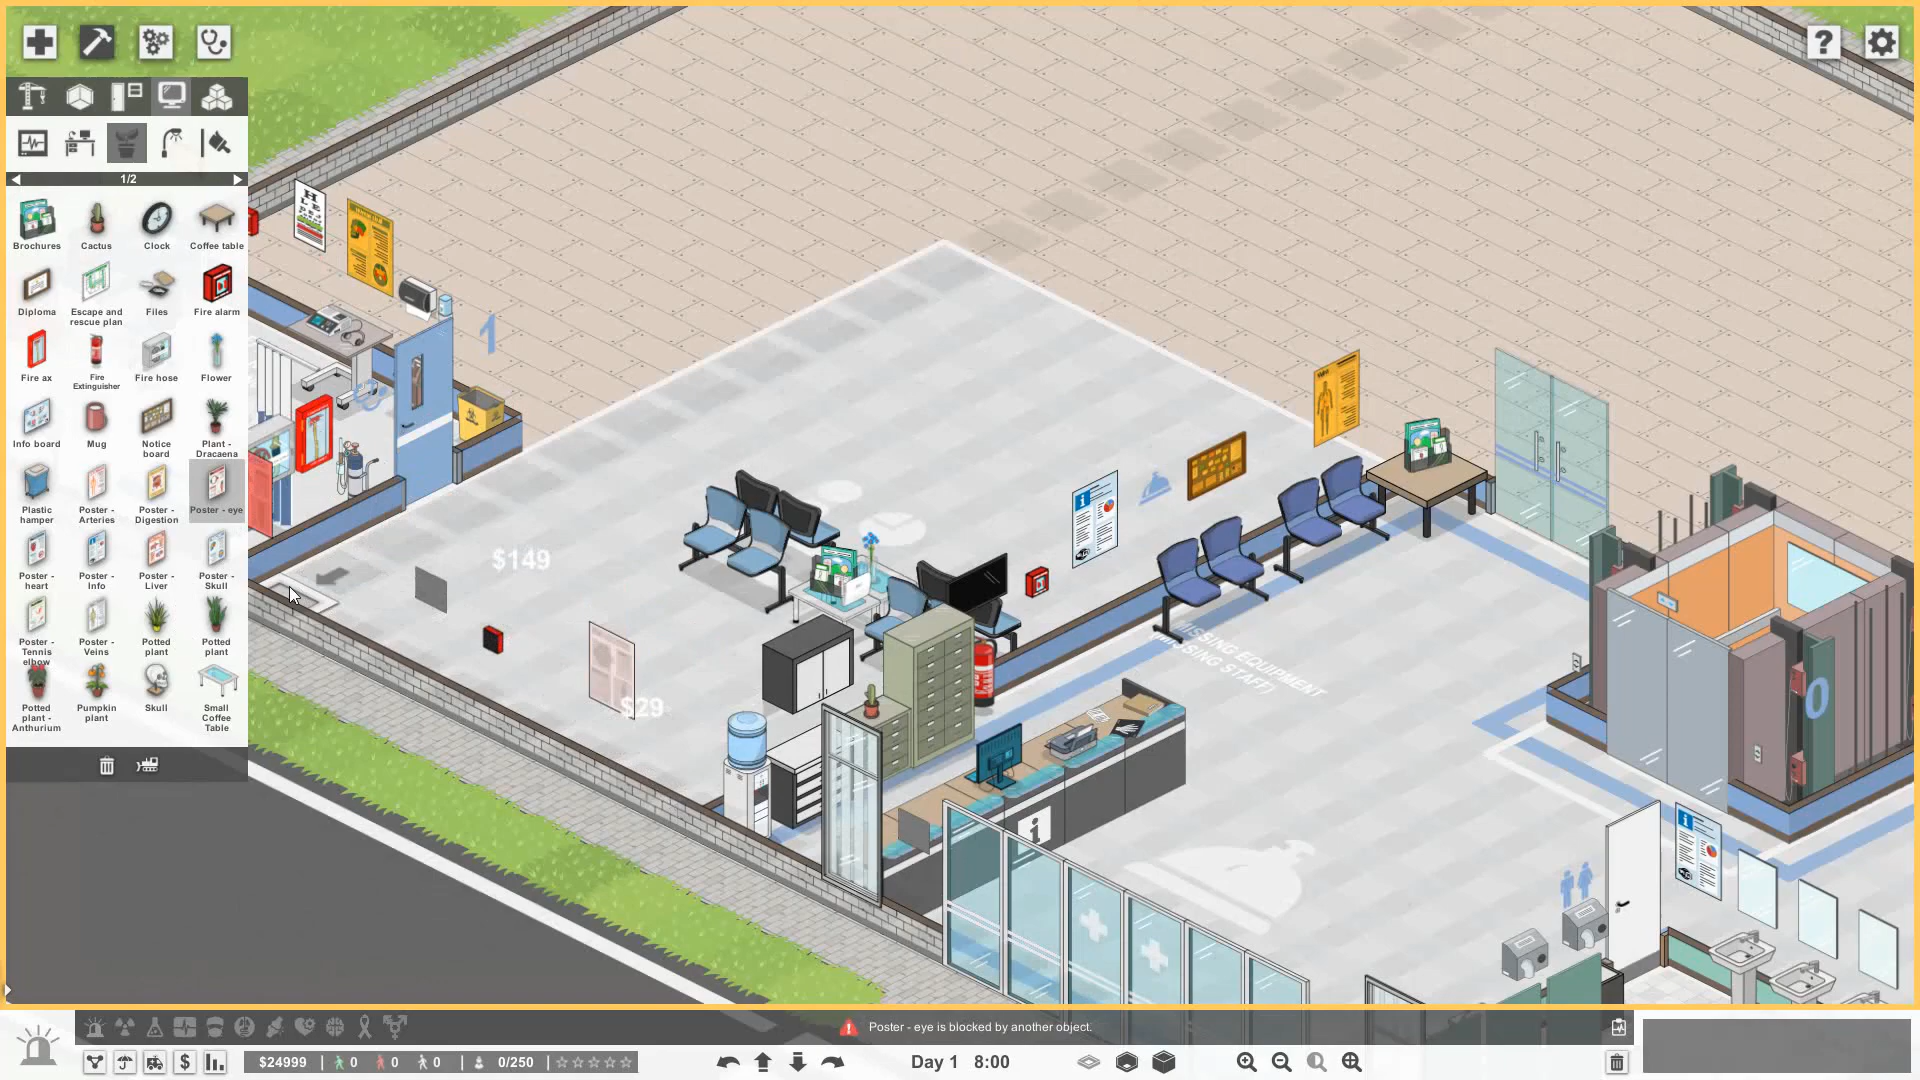 1/2
Brochures
Cactus
Clock
Coffee table
Diploma
Escape and
rescue plan
Files
Fire alarm
Fire ax
Fire
Extinguisher
Fire hose
Flower
Info board
Mug
Notice
board
Plant -
Dracaena
Plastic
hamper
Poster -
Arteries
Poster -
Digestion
Poster - eye
Poster -
heart
Poster -
Info
Poster -
Liver
Poster -
Skull
Poster -
Tennis
elbow
Poster -
Veins
Potted
plant
Potted
plant
Potted
plant -
Anthurium
Pumpkin
plant
Skull
Small
Coffee
Table
1
$149
$29
MISSING EQUIPMENT
(MISSING STAFF)
0
i
?
Poster - eye is blocked by another object.
$24999
0
0
0
0/250
Day 1 8:00
$